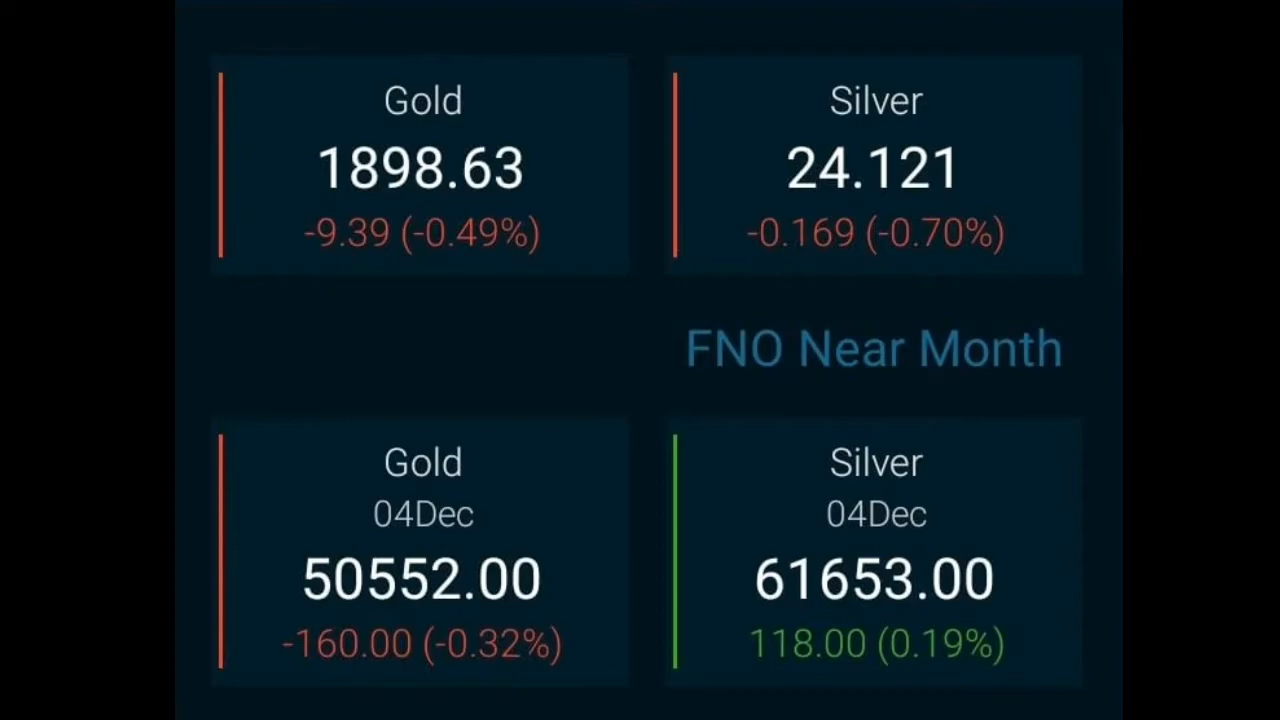 Gold
1898.63
-9.39 (-0.49%)
Silver
24.121
-0.169 (-0.70%)
FNO Near Month
Gold
04Dec
50552.00
-160.00 (-0.32%)
Silver
04Dec
61653.00
118.00 (0.19%)